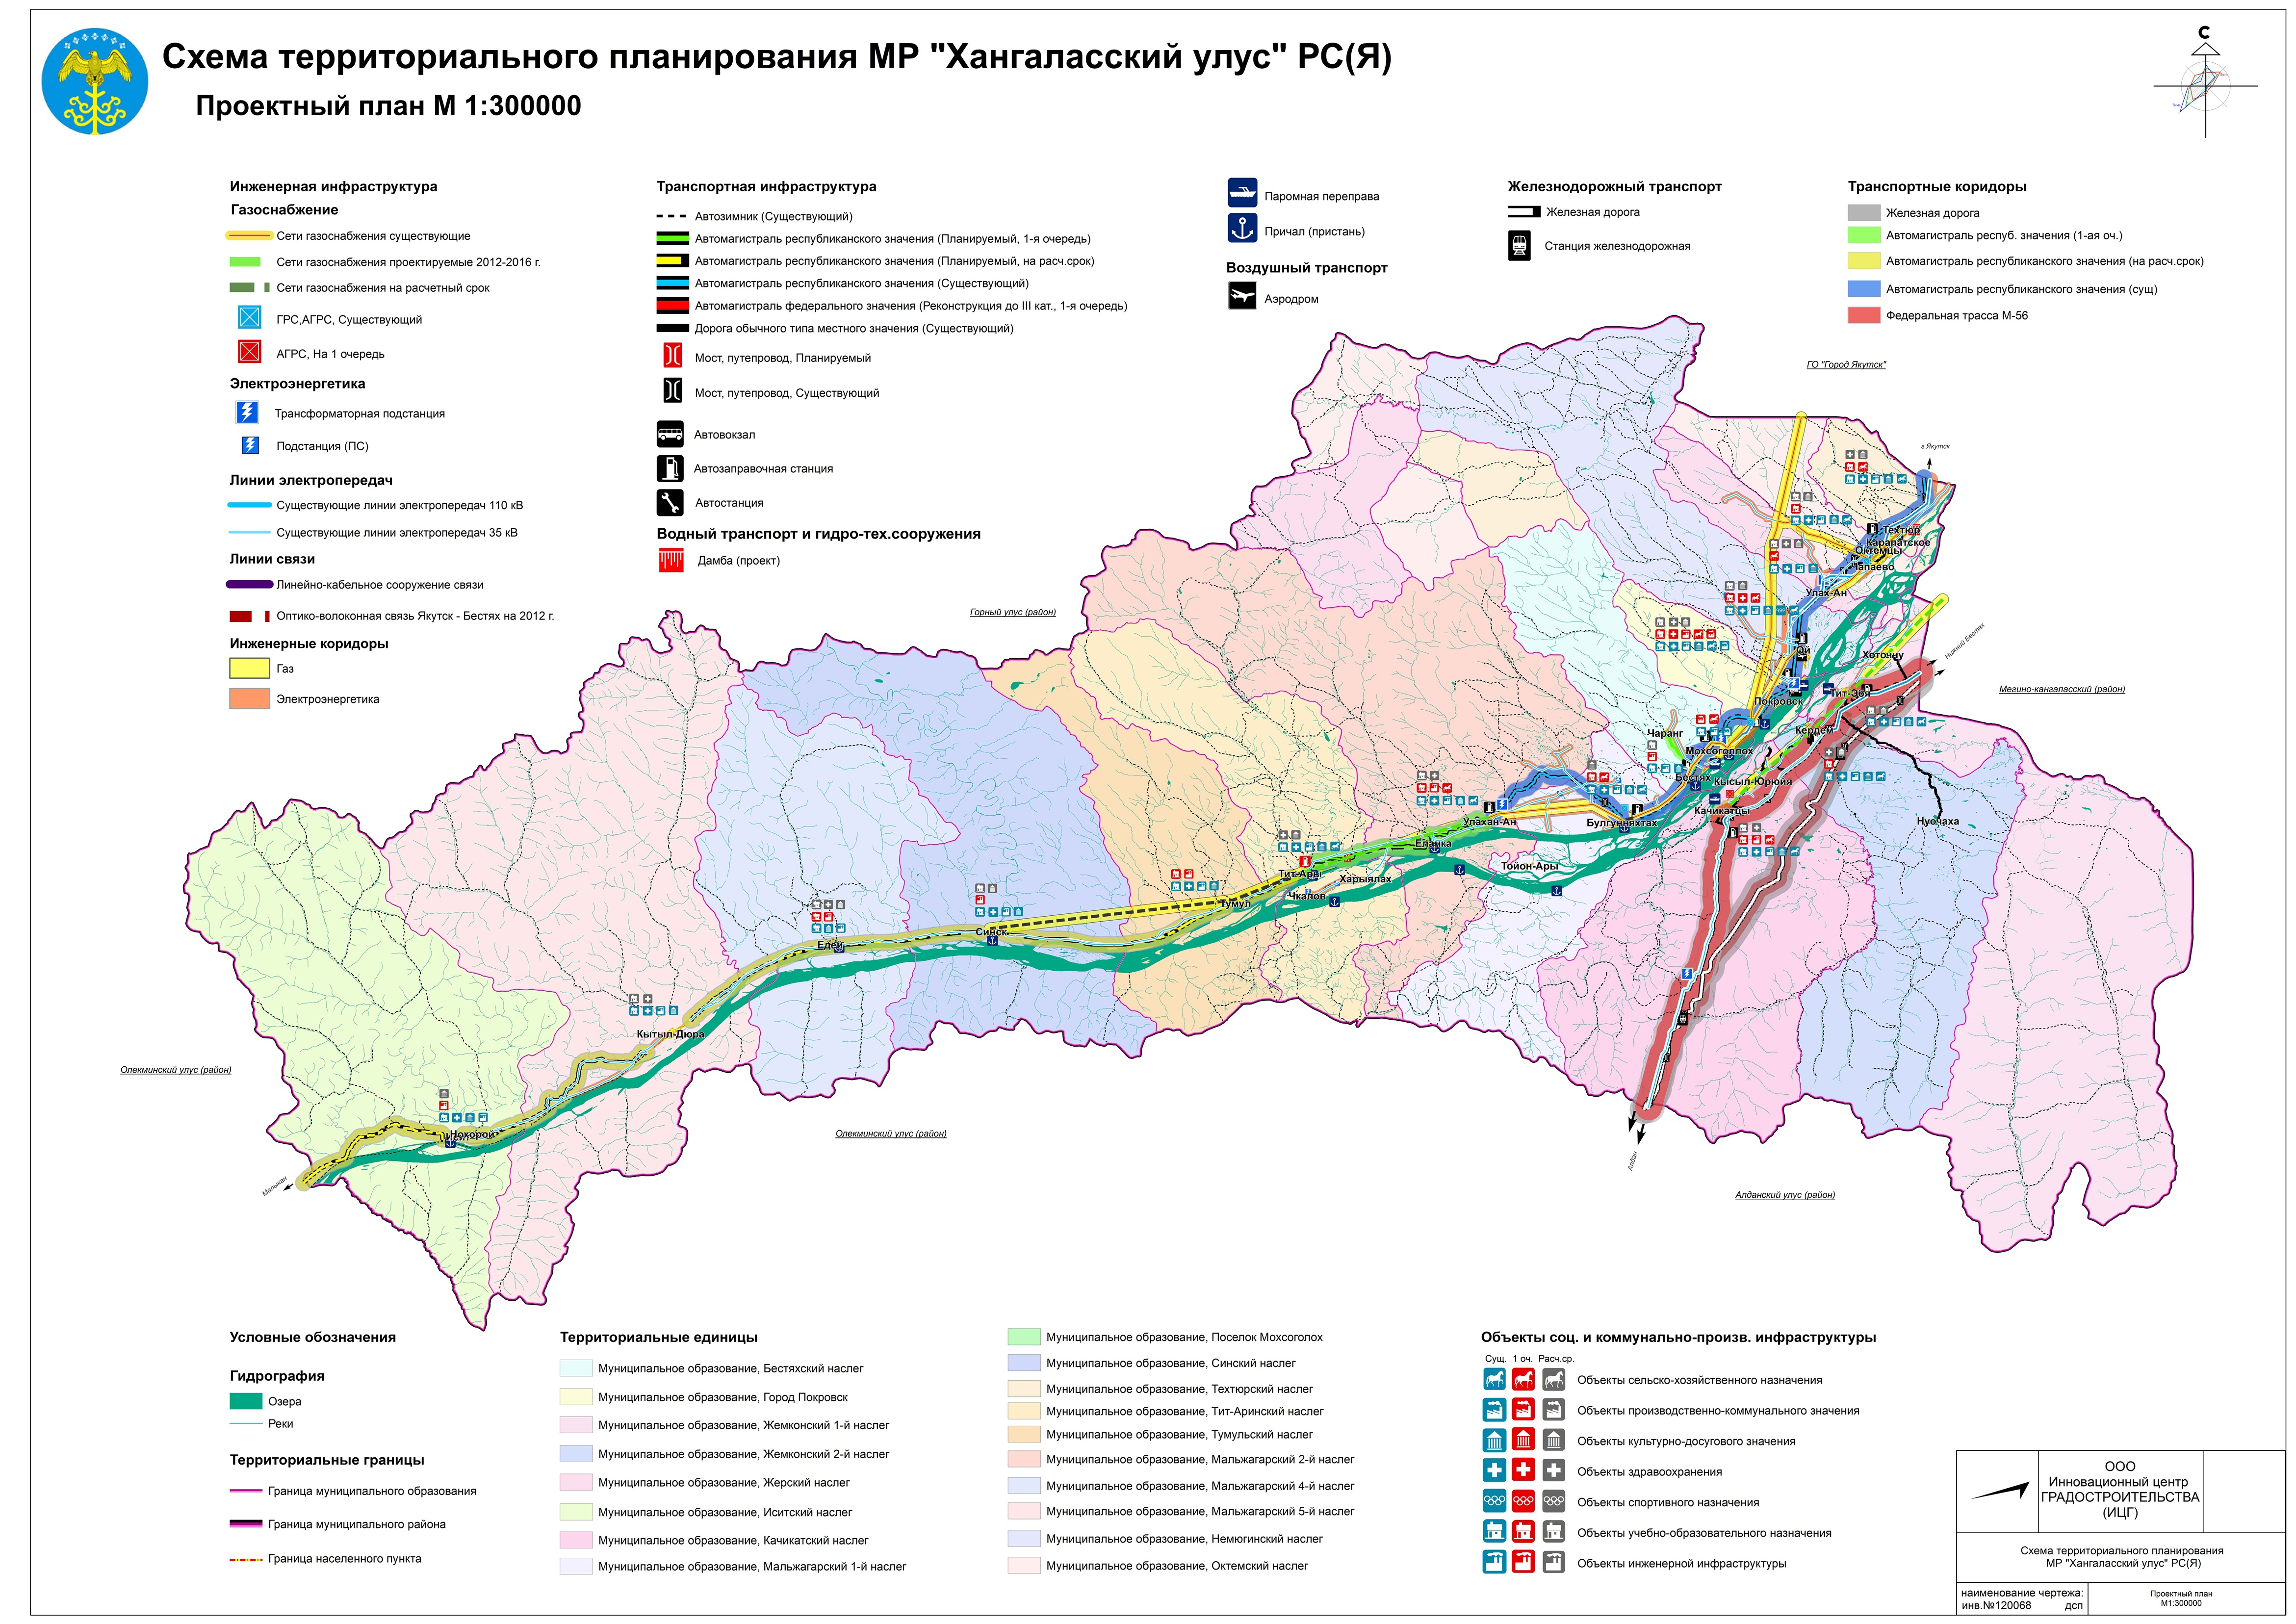 Схема территориального планирования МР "Хангаласский улус" РС(Я)
Проектный план М 1:300000
С
Инженерная инфраструктура
Газоснабжение
Сети газоснабжения существующие
Сети газоснабжения проектируемые 2012-2016 г.
Сети газоснабжения на расчетный срок
ГРС,АГРС, Существующий
АГРС, На 1 очередь
Электроэнергетика
Трансформаторная подстанция
Подстанция (ПС)
Линии электропередач
Существующие линии электропередач 110 кВ
Существующие линии электропередач 35 кВ
Линии связи
Линейно-кабельное сооружение связи
Оптико-волоконная связь Якутск - Бестях на 2012 г.
Инженерные коридоры
Газ
Электроэнергетика
Транспортная инфраструктура
Автозимник (Существующий)
Автомагистраль республиканского значения (Планируемый, 1-я очередь)
Автомагистраль республиканского значения (Планируемый, на расч.срок)
Автомагистраль республиканского значения (Существующий)
Автомагистраль федерального значения (Реконструкция до III кат., 1-я очередь)
Дорога обычного типа местного значения (Существующий)
Мост, путепровод, Планируемый
Мост, путепровод, Существующий
Автовокзал
Автозаправочная станция
Автостанция
Водный транспорт и гидро-тех.сооружения
Дамба (проект)
Паромная переправа
Причал (пристань)
Воздушный транспорт
Аэродром
Железнодорожный транспорт
Железная дорога
Станция железнодорожная
Транспортные коридоры
Железная дорога
Автомагистраль респуб. значения (1-ая оч.)
Автомагистраль республиканского значения (на расч.срок)
Автомагистраль республиканского значения (сущ)
Федеральная трасса М-56
ГО "Город Якутск"
г.Якутск
Техтюр
Карапатское
Октемцы
Чапаево
Улах-Ан
Горный улус (район)
Ой
Хоточчу
Нижний Бестях
Мегино-кангаласский (район)
Тит-Эбя
Покровск
Кердем
Чаранг
Мохсоголлох
Бестях
Кысыл-Юрюйя
Качикатцы
Нуочаха
Улахан-Ан
Булгунняхтах
Еланка
Тойон-Ары
Тит-Ары
Харыялах
Чкалов
Тумул
Синск
Едей
Кытыл-Дюра
Олекминский улус (район)
Нохорой
Малыкан
Олекминский улус (район)
Алдан
Алданский улус (район)
Условные обозначения
Гидрография
Озера
Реки
Территориальные границы
Граница муниципального образования
Граница муниципального района
Граница населенного пункта
Территориальные единицы
Муниципальное образование, Бестяхский наслег
Муниципальное образование, Город Покровск
Муниципальное образование, Жемконский 1-й наслег
Муниципальное образование, Жемконский 2-й наслег
Муниципальное образование, Жерский наслег
Муниципальное образование, Иситский наслег
Муниципальное образование, Качикатский наслег
Муниципальное образование, Мальжагарский 1-й наслег
Муниципальное образование, Поселок Мохсоголох
Муниципальное образование, Синский наслег
Муниципальное образование, Техтюрский наслег
Муниципальное образование, Тит-Аринский наслег
Муниципальное образование, Тумульский наслег
Муниципальное образование, Мальжагарский 2-й наслег
Муниципальное образование, Мальжагарский 4-й наслег
Муниципальное образование, Мальжагарский 5-й наслег
Муниципальное образование, Немюгинский наслег
Муниципальное образование, Октемский наслег
Объекты соц. и коммунально-произв. инфраструктуры
Сущ. 1 оч. Расч.ср.
Объекты сельско-хозяйственного назначения
Объекты производственно-коммунального значения
Объекты культурно-досугового значения
Объекты здравоохранения
Объекты спортивного назначения
Объекты учебно-образовательного назначения
Объекты инженерной инфраструктуры
ООО
Инновационный центр
ГРАДОСТРОИТЕЛЬСТВА
(ИЦГ)
Схема территориального планирования
МР "Хангаласский улус" РС(Я)
наименование чертежа:
инв.№120068 дсп
Проектный план
М1:300000